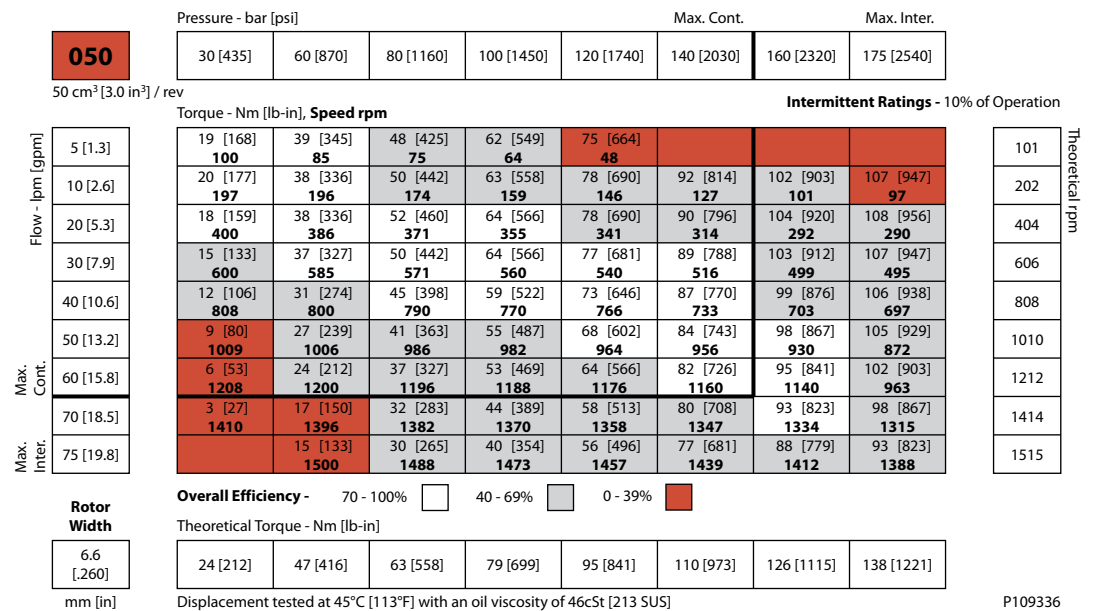 Pressure - bar [psi] Max. Cont. Max. Inter.
050 30 [435] 60 [870] 80 [1160] 100 [1450] 120 [1740] 140 [2030] 160 [2320] 175 [2540]
50 cm³ [3.0 in³] / rev
Intermittent Ratings - 10% of Operation
Torque - Nm [lb-in], Speed rpm
Flow - lpm [gpm]
Theoretical rpm
5 [1.3] 19 [168] 39 [345] 48 [425] 62 [549] 75 [664] 101
100 85 75 64 48
10 [2.6] 20 [177] 38 [336] 50 [442] 63 [558] 78 [690] 92 [814] 102 [903] 107 [947] 202
197 196 174 159 146 127 101 97
20 [5.3] 18 [159] 38 [336] 52 [460] 64 [566] 78 [690] 90 [796] 104 [920] 108 [956] 404
400 386 371 355 341 314 292 290
30 [7.9] 15 [133] 37 [327] 50 [442] 64 [566] 77 [681] 89 [788] 103 [912] 107 [947] 606
600 585 571 560 540 516 499 495
40 [10.6] 12 [106] 31 [274] 45 [398] 59 [522] 73 [646] 87 [770] 99 [876] 106 [938] 808
808 800 790 770 766 733 703 697
50 [13.2] 9 [80] 27 [239] 41 [363] 55 [487] 68 [602] 84 [743] 98 [867] 105 [929] 1010
1009 1006 986 982 964 956 930 872
Max. Cont.
60 [15.8] 6 [53] 24 [212] 37 [327] 53 [469] 64 [566] 82 [726] 95 [841] 102 [903] 1212
1208 1200 1196 1188 1176 1160 1140 963
70 [18.5] 3 [27] 17 [150] 32 [283] 44 [389] 58 [513] 80 [708] 93 [823] 98 [867] 1414
1410 1396 1382 1370 1358 1347 1334 1315
Max. Inter.
75 [19.8] 15 [133] 30 [265] 40 [354] 56 [496] 77 [681] 88 [779] 93 [823] 1515
1500 1488 1473 1457 1439 1412 1388
Overall Efficiency - 70 - 100% 40 - 69% 0 - 39%
Rotor
Width
Theoretical Torque - Nm [lb-in]
6.6
[.260]
24 [212] 47 [416] 63 [558] 79 [699] 95 [841] 110 [973] 126 [1115] 138 [1221]
mm [in] Displacement tested at 45°C [113°F] with an oil viscosity of 46cSt [213 SUS] P109336